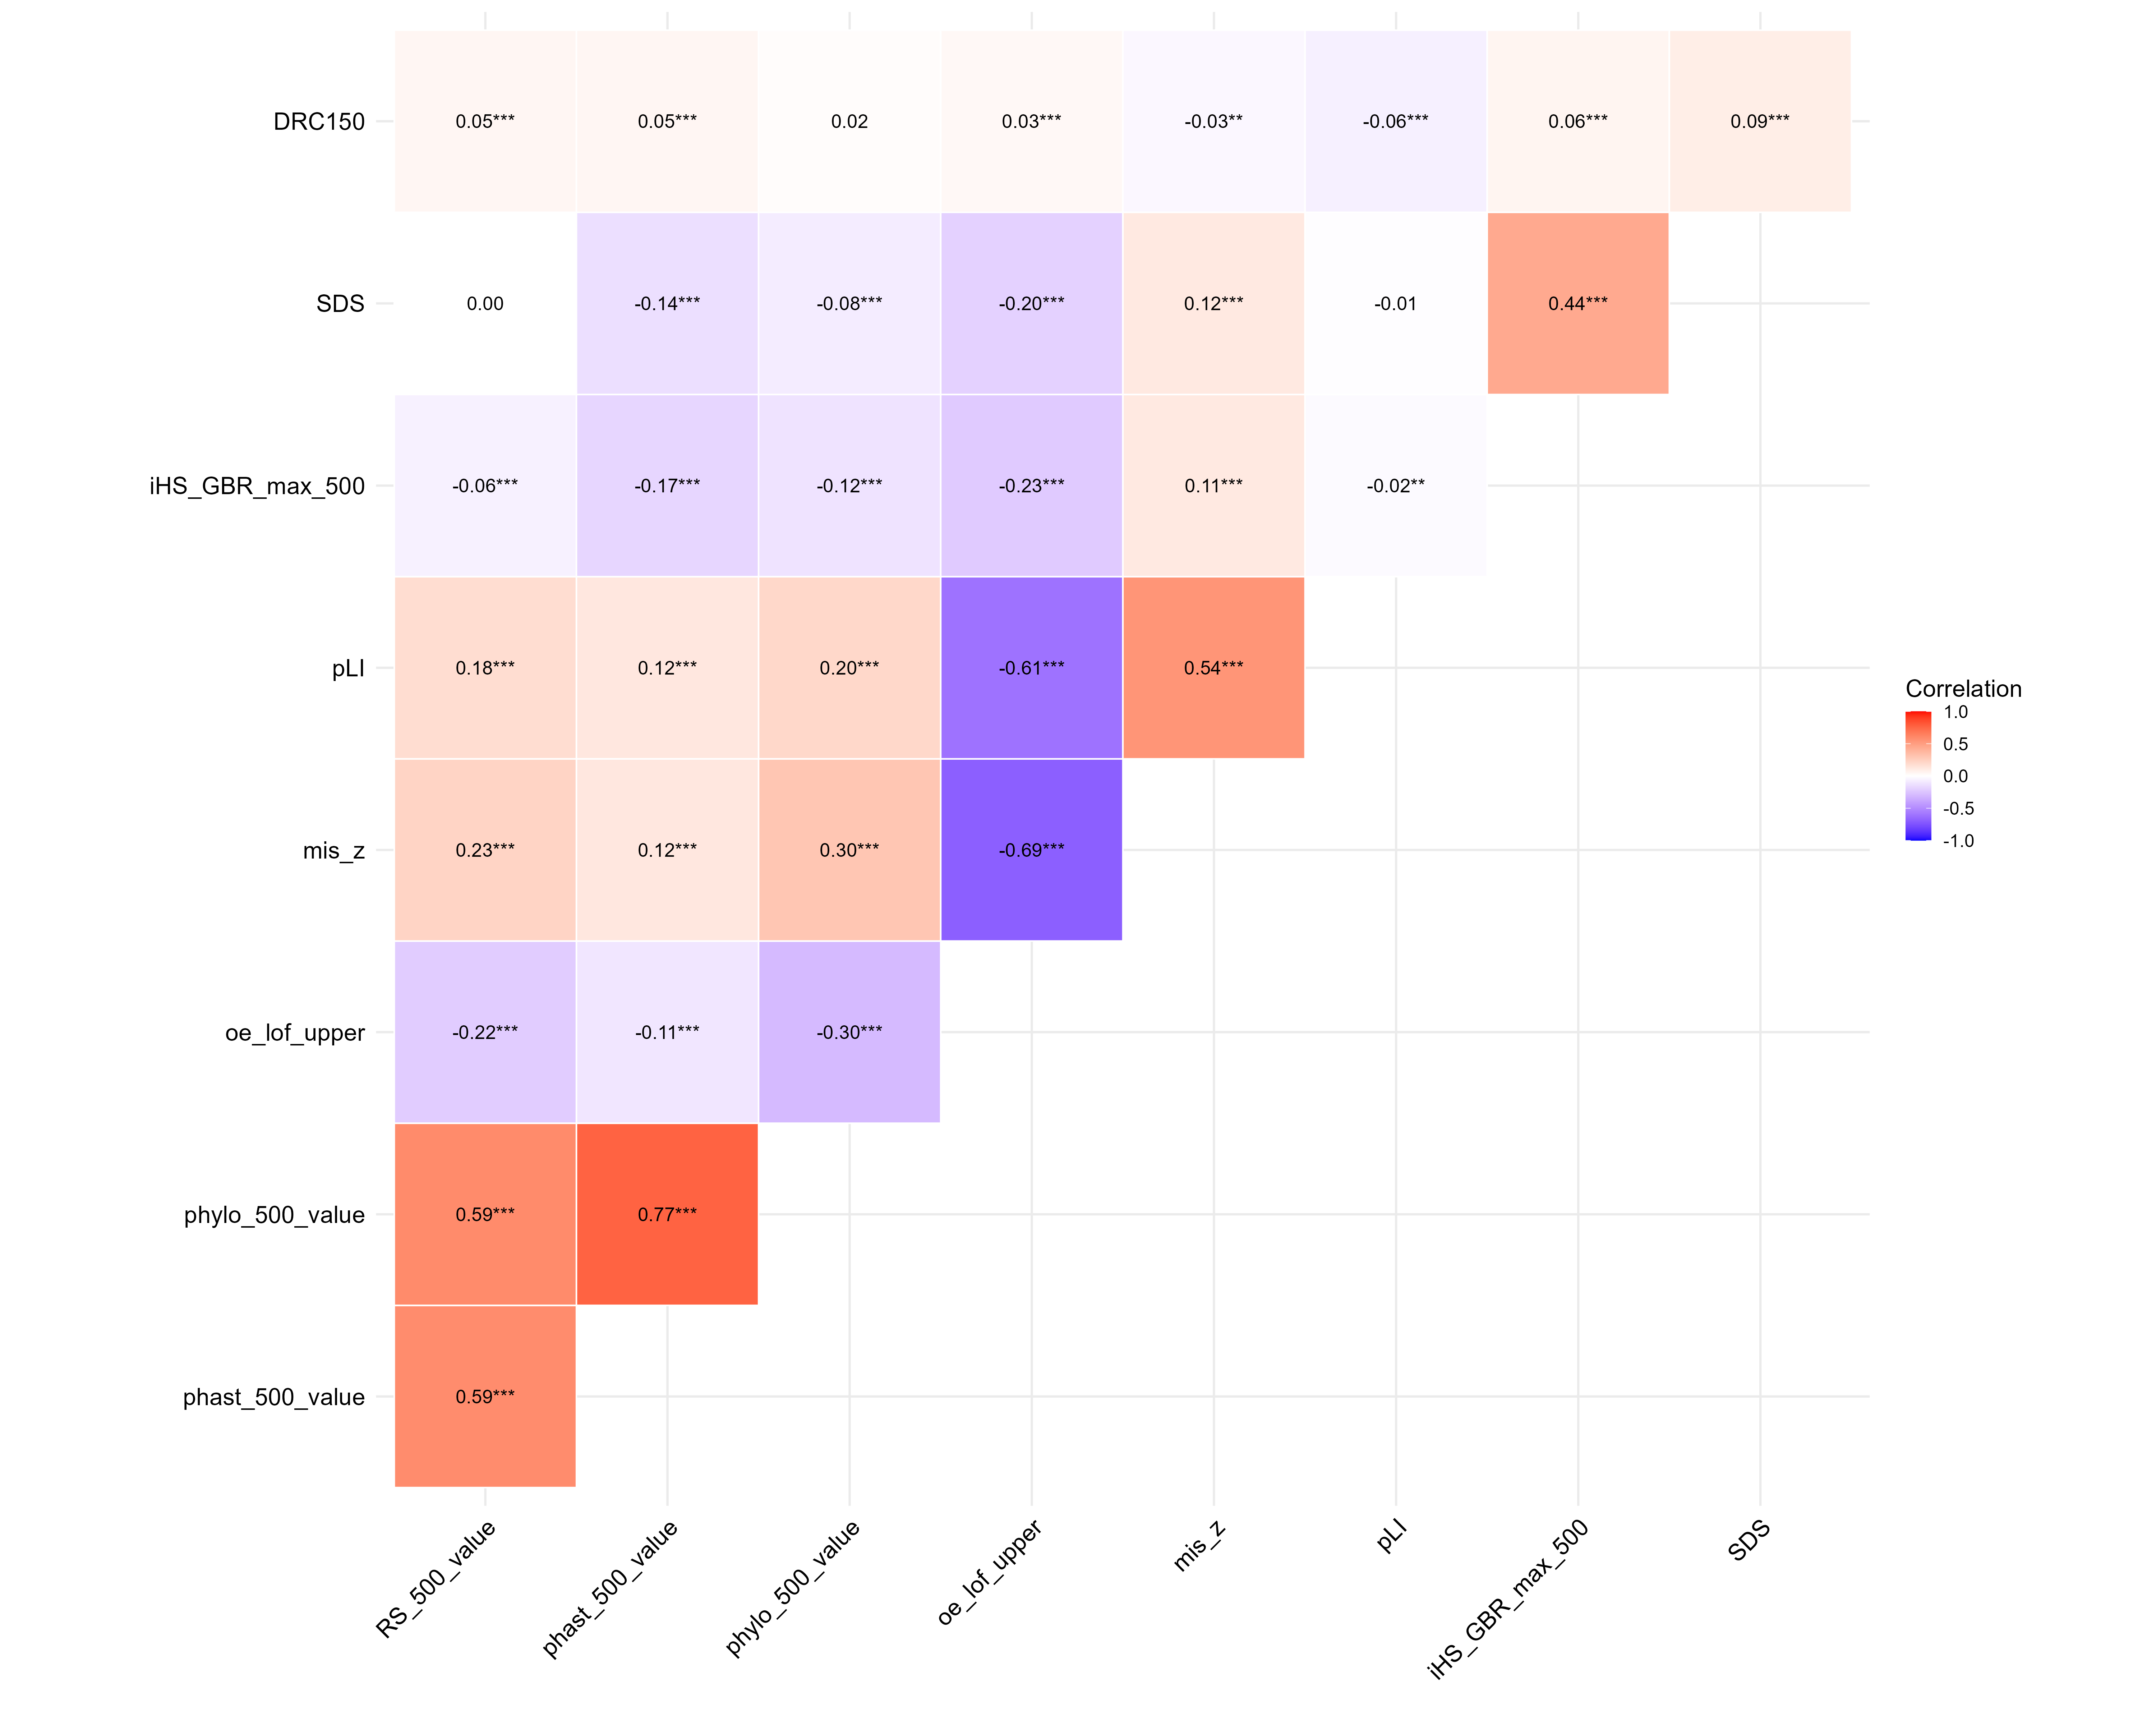 DRC150 0.05*** 0.05*** 0.02 0.03*** -0.03** -0.06*** 0.06*** 0.09***
SDS 0.00 -0.14*** -0.08*** -0.20*** 0.12*** -0.01 0.44***
iHS_GBR_max_500 -0.06*** -0.17*** -0.12*** -0.23*** 0.11*** -0.02**
pLI 0.18*** 0.12*** 0.20*** -0.61*** 0.54***
mis_z 0.23*** 0.12*** 0.30*** -0.69***
oe_lof_upper -0.22*** -0.11*** -0.30***
phylo_500_value 0.59*** 0.77***
phast_500_value 0.59***
RS_500_value phast_500_value phylo_500_value oe_lof_upper mis_z pLI iHS_GBR_max_500 SDS
Correlation
1.0
0.5
0.0
-0.5
-1.0